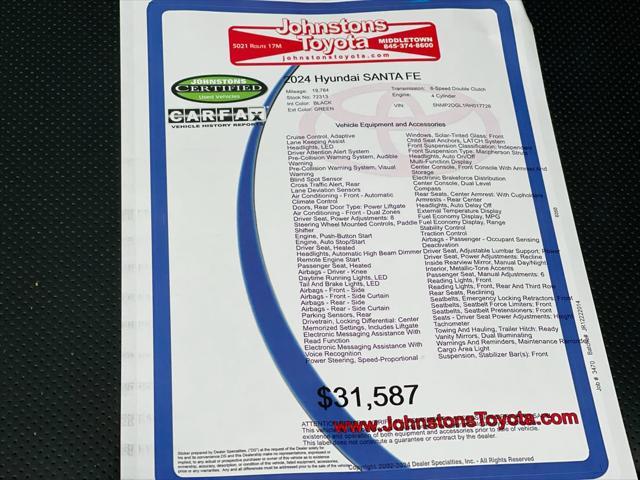 Johnstons
Toyota
5021 Route 17M
MIDDLETOWN
845-374-8600
johnstonstoyota.com
JOHNSTONS
CERTIFIED
Used Vehicles
CARFAX
VEHICLE HISTORY REPORTS
2024 Hyundai SANTA FE
Mileage: 19,764
Stock No: 72313
Int Color: BLACK
Ext Color: GREEN
Transmission: 8-Speed Double Clutch
Engine: 4 Cylinder
VIN: 5NMP2DGL1RH017726
Vehicle Equipment and Accessories
Cruise Control, Adaptive
Lane Keeping Assist
Headlights, LED
Driver Attention Alert System
Pre-Collision Warning System, Audible
Warning
Pre-Collision Warning System, Visual
Warning
Blind Spot Sensor
Cross Traffic Alert, Rear
Lane Deviation Sensors
Air Conditioning - Front - Automatic
Climate Control
Doors, Rear Door Type: Power Liftgate
Air Conditioning - Front - Dual Zones
Driver Seat, Power Adjustments: 8
Steering Wheel Mounted Controls, Paddle
Shifter
Engine, Push-Button Start
Engine, Auto Stop/Start
Driver Seat, Heated
Headlights, Automatic High Beam Dimmer
Remote Engine Start
Passenger Seat, Heated
Airbags - Driver - Knee
Daytime Running Lights, LED
Tail And Brake Lights, LED
Airbags - Front - Side
Airbags - Front - Side Curtain
Airbags - Rear - Side
Airbags - Rear - Side Curtain
Parking Sensors, Rear
Drivetrain, Locking Differential: Center
Memorized Settings, Includes Liftgate
Electronic Messaging Assistance With
Read Function
Electronic Messaging Assistance With
Voice Recognition
Power Steering, Speed-Proportional
Windows, Solar-Tinted Glass: Front
Child Seat Anchors, LATCH System
Front Suspension Classification: Independent
Front Suspension Type: Macpherson Struts
Headlights, Auto On/Off
Multi-Function Display
Center Console, Front Console With Armrest And
Storage
Electronic Brakeforce Distribution
Center Console, Dual Level
Compass
Rear Seats, Center Armrest: With Cupholders
Armrests - Rear Center
Headlights, Auto Delay Off
External Temperature Display
Fuel Economy Display, MPG
Fuel Economy Display, Range
Stability Control
Traction Control
Airbags - Passenger - Occupant Sensing
Deactivation
Driver Seat, Adjustable Lumbar Support: Power
Driver Seat, Power Adjustments: Recline
Inside Rearview Mirror, Manual Day/Night
Interior, Metallic-Tone Accents
Passenger Seat, Manual Adjustments: 6
Reading Lights, Front
Reading Lights, Front, Rear And Third Row
Rear Seats, Reclining
Seatbelts, Emergency Locking Retractors: Front
Seatbelts, Seatbelt Force Limiters: Front
Seatbelts, Seatbelt Pretensioners: Front
Seats - Driver Seat Power Adjustments: Height
Tachometer
Towing And Hauling, Trailer Hitch: Ready
Vanity Mirrors, Dual Illuminating
Warnings And Reminders, Maintenance Reminder
Cargo Area Light
Suspension, Stabilizer Bar(s): Front
$31,587
www.JohnstonsToyota.com
existence and operation of both equipment and accessories prior to sale of vehicle.
This label does not constitute a guarantee or contract by the dealer.
Copyright 2002-2024 Dealer Specialties, Inc. - All Rights Reserved